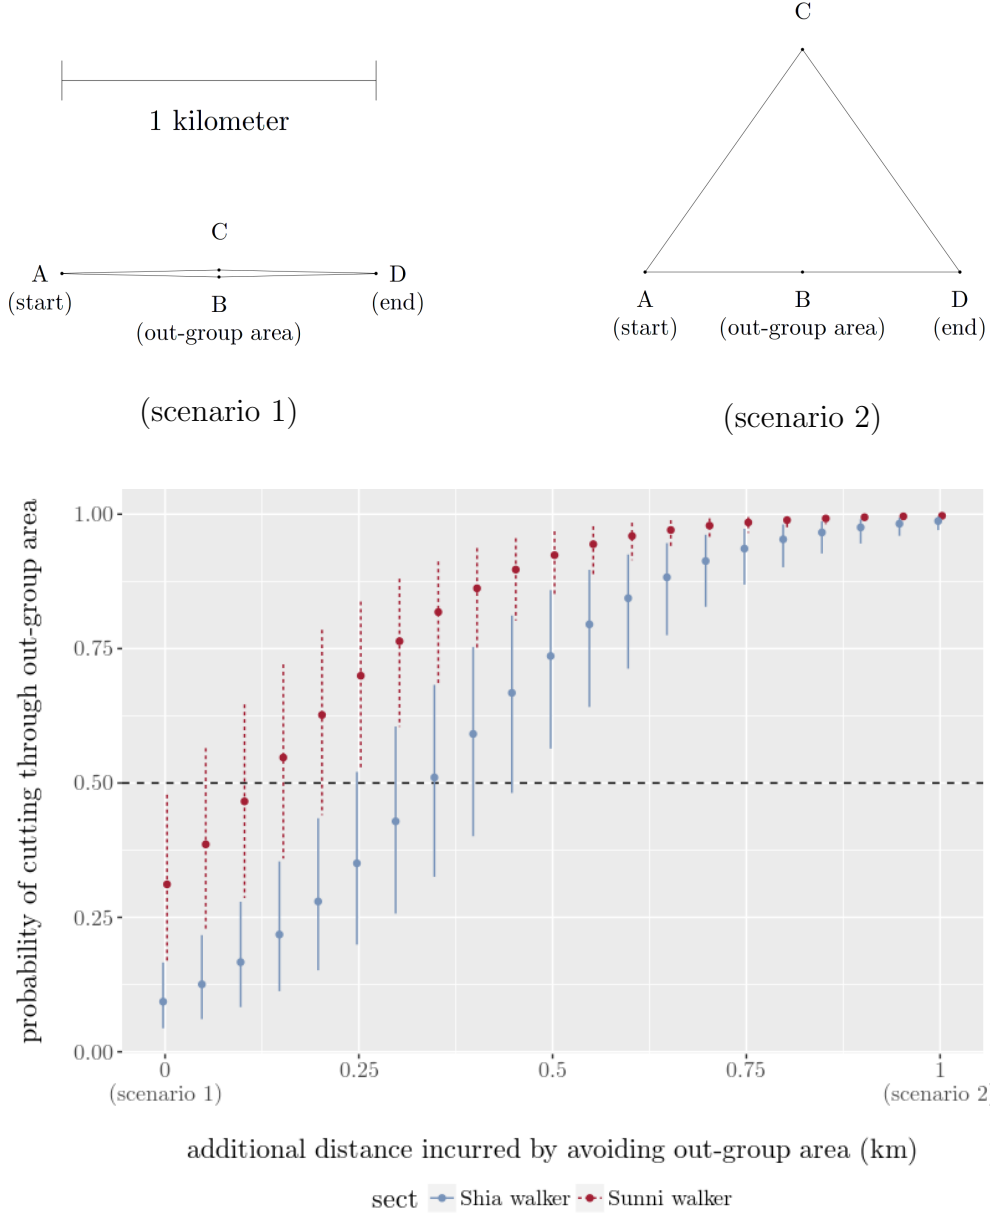 C
1 kilometer
C
A
D
(start)
B
(end)
(out-group area)
A
B
D
(start)
(out-group area)
(end)
(scenario 1)
(scenario 2)
probability of cutting through out-group area
1.00
0.75
0.50
0.25
0.00
0
0.25
0.5
0.75
1
(scenario 1)
(scenario 2)
additional distance incurred by avoiding out-group area (km)
sect Shia walker Sunni walker